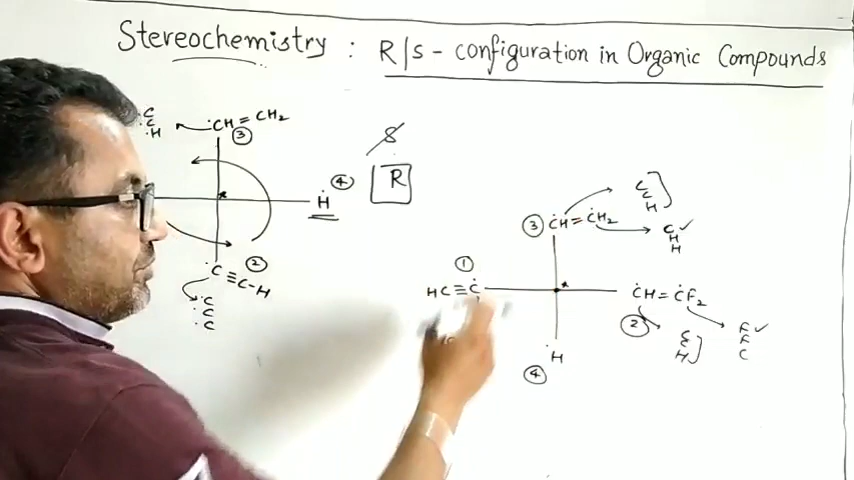 Stereochemistry : R/S - configuration in Organic Compounds
C
C
H
CH = CH2
3
S
R
H
4
*
2
C ≡ C-H
C
C
C
3
CH = CH2
C
C
H
C ✓
H
H
1
HC ≡ C
*
CH = CF2
2
C
C
H
F ✓
F
C
H
4